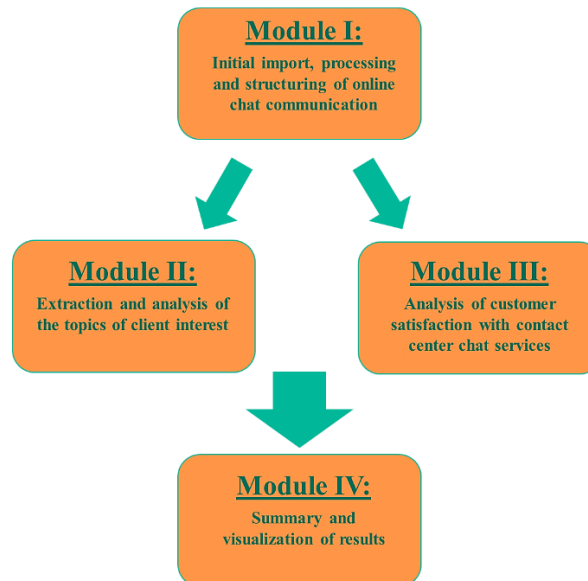 Module I:
Initial import, processing
and structuring of online
chat communication
Module II:
Extraction and analysis of
the topics of client interest
Module III:
Analysis of customer
satisfaction with contact
center chat services
Module IV:
Summary and
visualization of results